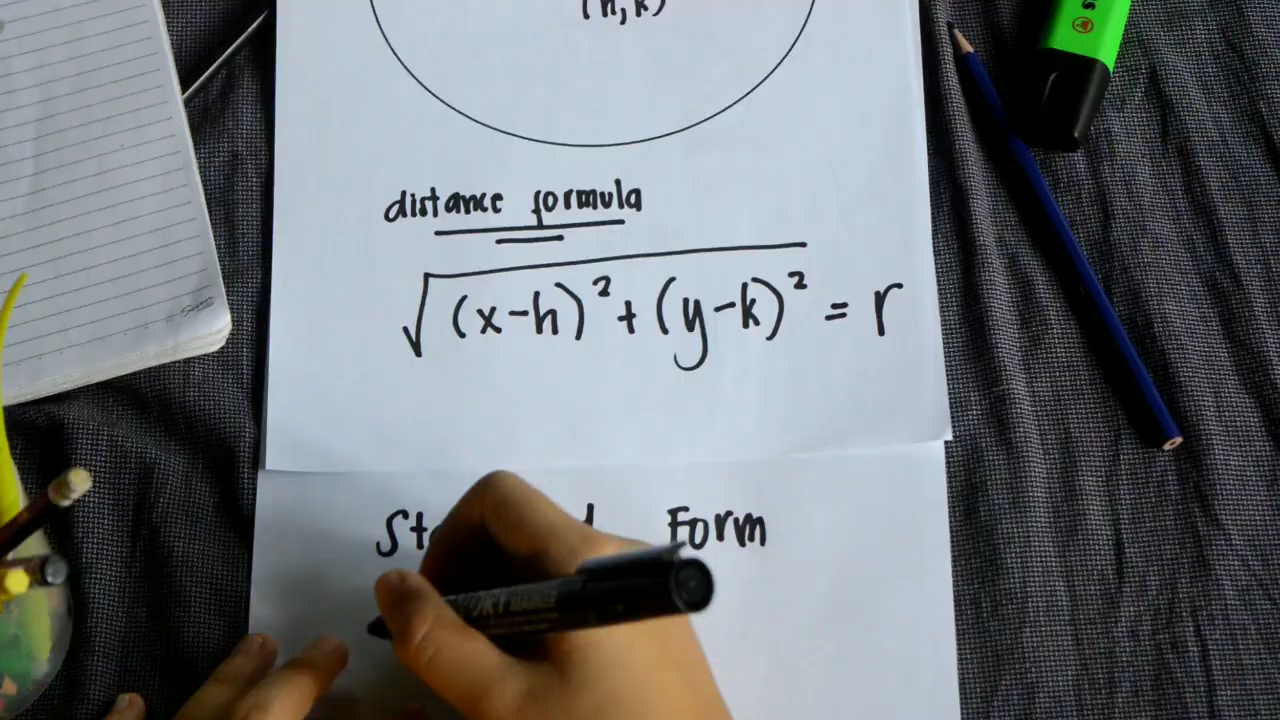 (h, k)
distance formula
√(x-h)² + (y-k)² = r
Form